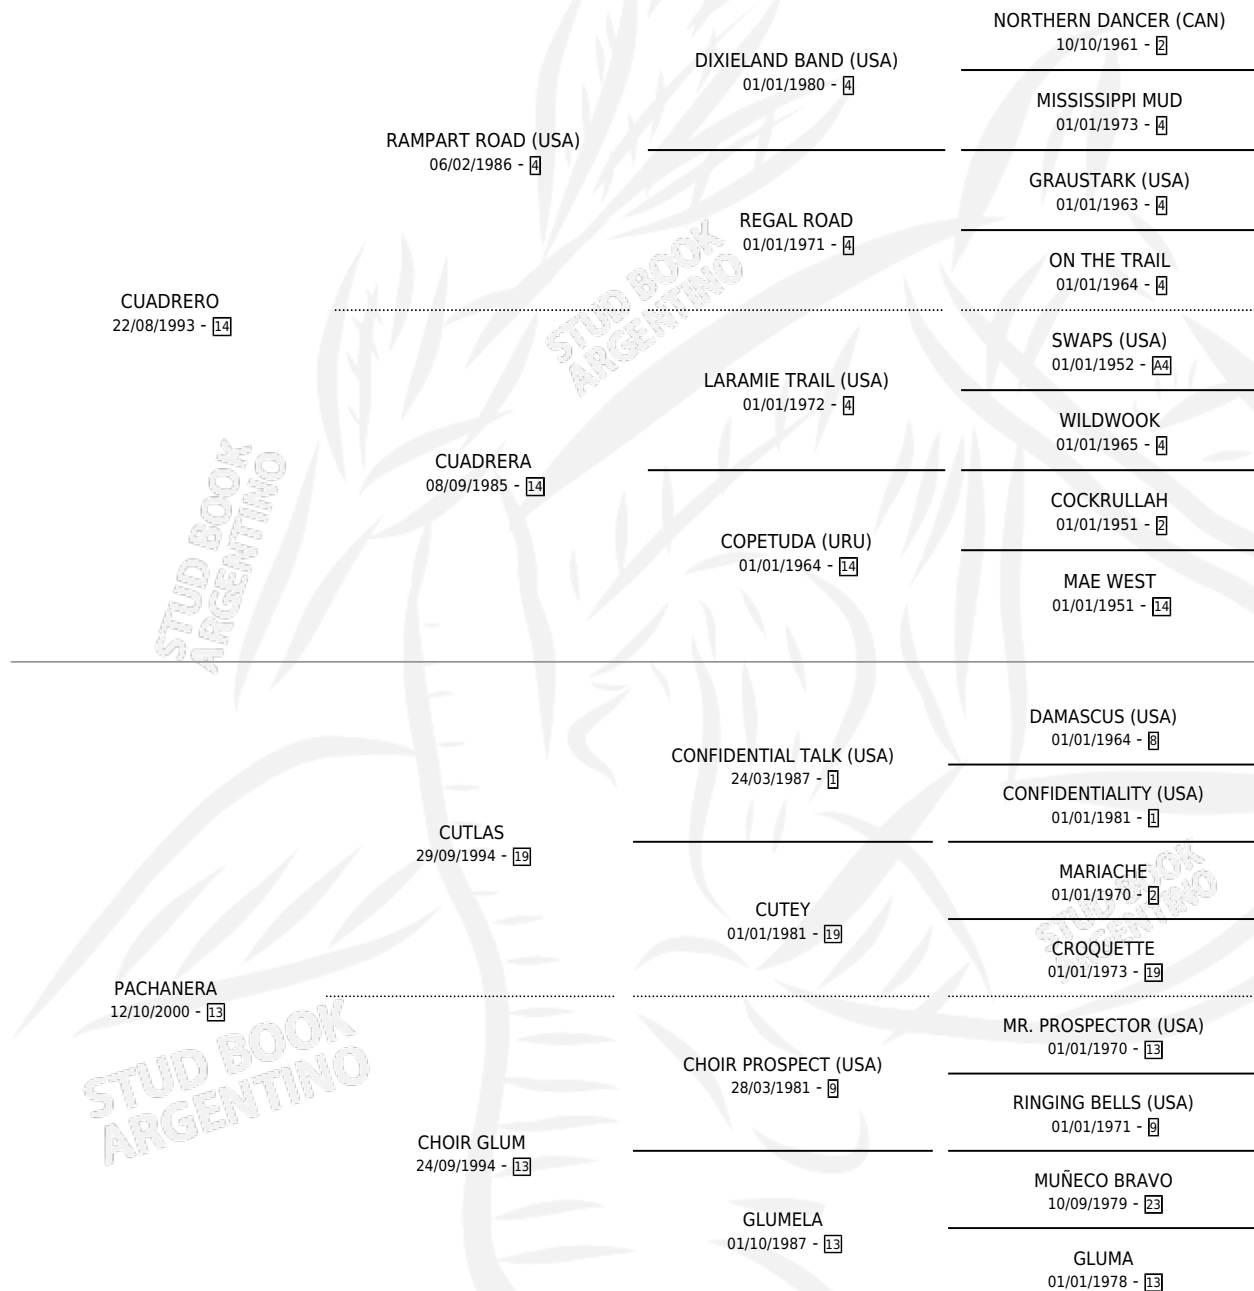 NORTHERN DANCER (CAN)
10/10/1961 - 2
DIXIELAND BAND (USA)
01/01/1980 - 4
MISSISSIPPI MUD
01/01/1973 - 4
RAMPART ROAD (USA)
06/02/1986 - 4
GRAUSTARK (USA)
01/01/1963 - 4
REGAL ROAD
01/01/1971 - 4
ON THE TRAIL
01/01/1964 - 4
CUADRERO
22/08/1993 - 14
SWAPS (USA)
01/01/1952 - A4
LARAMIE TRAIL (USA)
01/01/1972 - 4
WILDWOOK
01/01/1965 - 4
CUADRERA
08/09/1985 - 14
COCKRULLAH
01/01/1951 - 2
COPETUDA (URU)
01/01/1964 - 14
MAE WEST
01/01/1951 - 14
STUD BOOK
ARGENTINO
STUD BOOK
ARGENTINO
DAMASCUS (USA)
01/01/1964 - 8
CONFIDENTIAL TALK (USA)
24/03/1987 - 1
CONFIDENTIALITY (USA)
01/01/1981 - 1
CUTLAS
29/09/1994 - 19
MARIACHE
01/01/1970 - 2
CUTEY
01/01/1981 - 19
CROQUETTE
01/01/1973 - 19
PACHANERA
12/10/2000 - 13
MR. PROSPECTOR (USA)
01/01/1970 - 13
CHOIR PROSPECT (USA)
28/03/1981 - 9
RINGING BELLS (USA)
01/01/1971 - 9
CHOIR GLUM
24/09/1994 - 13
MUÑECO BRAVO
10/09/1979 - 23
GLUMELA
01/10/1987 - 13
GLUMA
01/01/1978 - 13
STUD BOOK
ARGENTINO
STUD BOOK
ARGENTINO